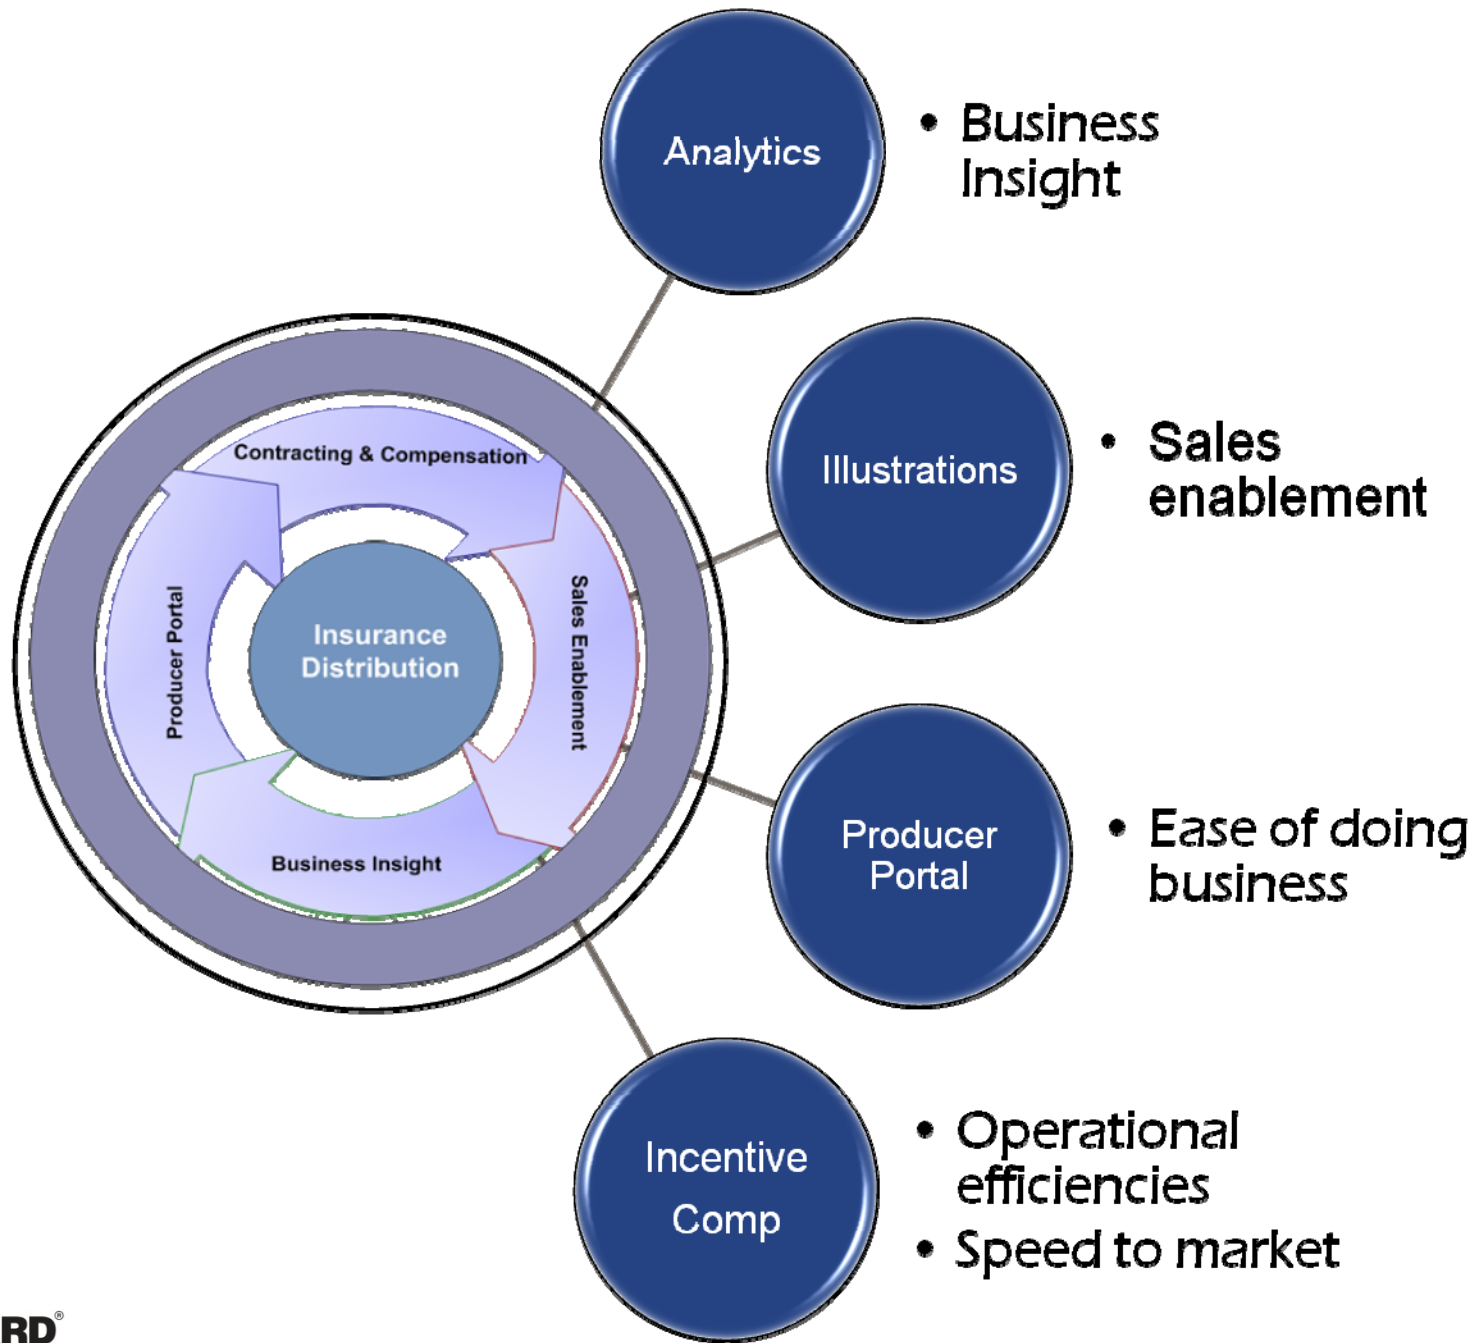 Analytics
• Business
Insight
Contracting & Compensation
Producer Portal
Insurance
Distribution
Sales Enablement
Business Insight
Illustrations
• Sales
enablement
Producer
Portal
• Ease of doing
business
Incentive
Comp
• Operational
efficiencies
• Speed to market
RD®